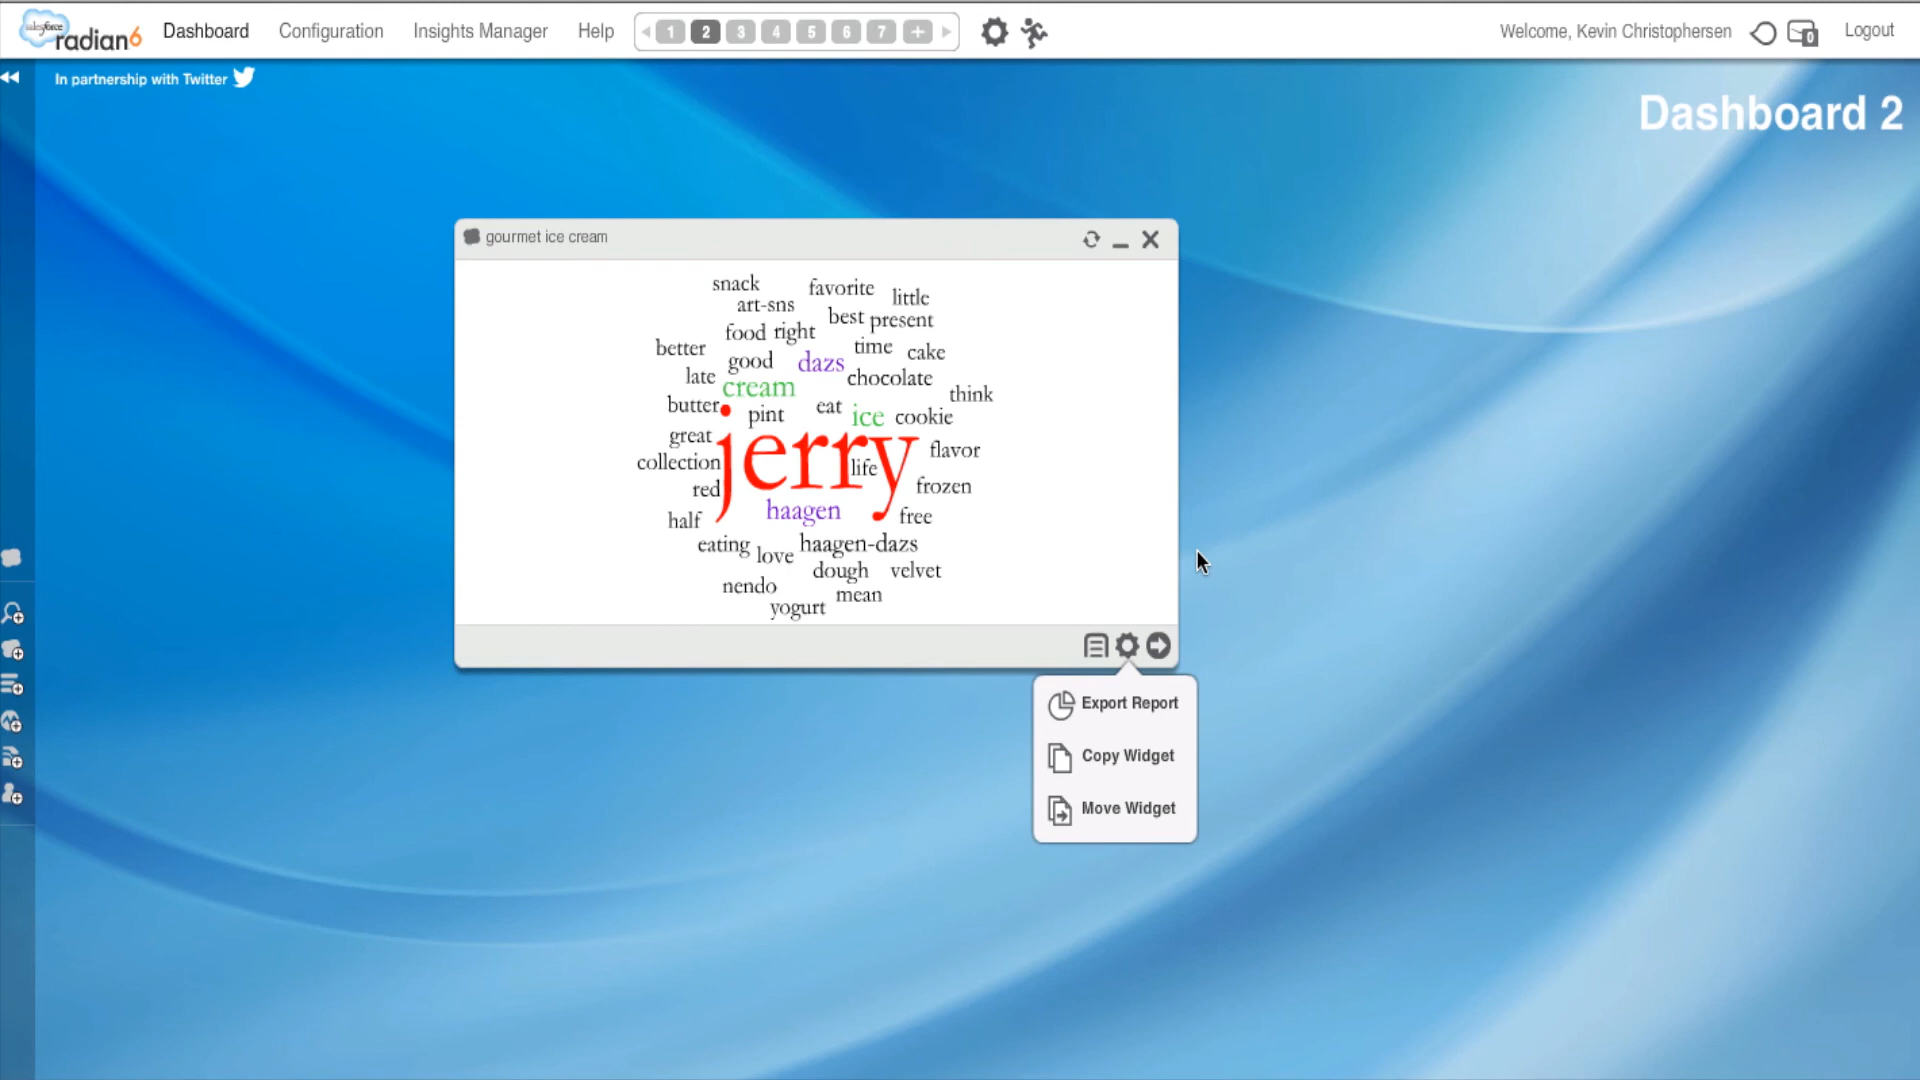 salesforce radian6 Dashboard Configuration Insights Manager Help 1 2 3 4 5 6 7 + Welcome, Kevin Christophersen 0 Logout
In partnership with Twitter
Dashboard 2
gourmet ice cream
snack favorite little
art-sns best present
food right time cake
better good dazs chocolate
late cream think
butter pint eat ice cookie
great jerry flavor
collection life
red frozen
half haagen free
eating love haagen-dazs
dough velvet
nendo mean
yogurt
Export Report
Copy Widget
Move Widget